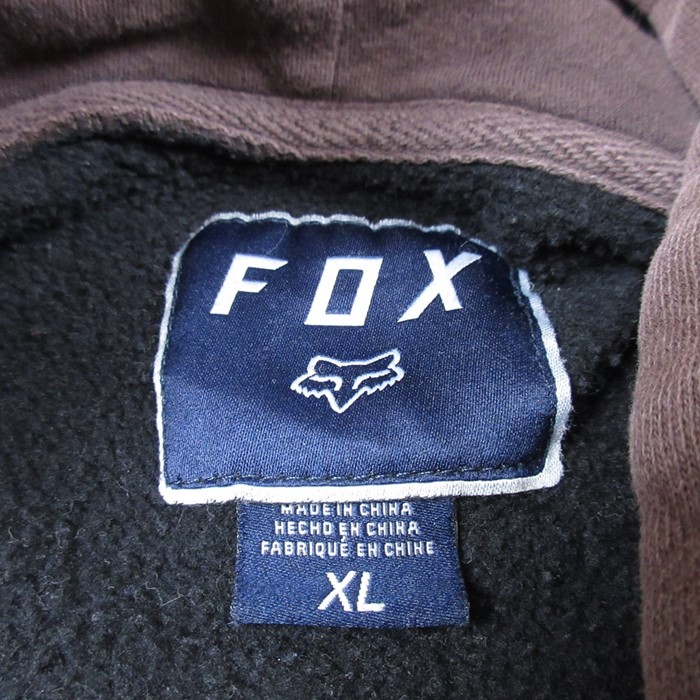 FOX
MADE IN CHINA
HECHO EN CHINA
FABRIQUÉ EN CHINE
XL